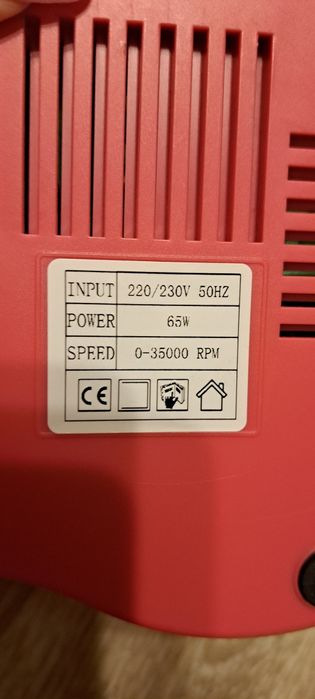 INPUT 220/230V 50HZ
POWER 65W
SPEED 0-35000 RPM
CE